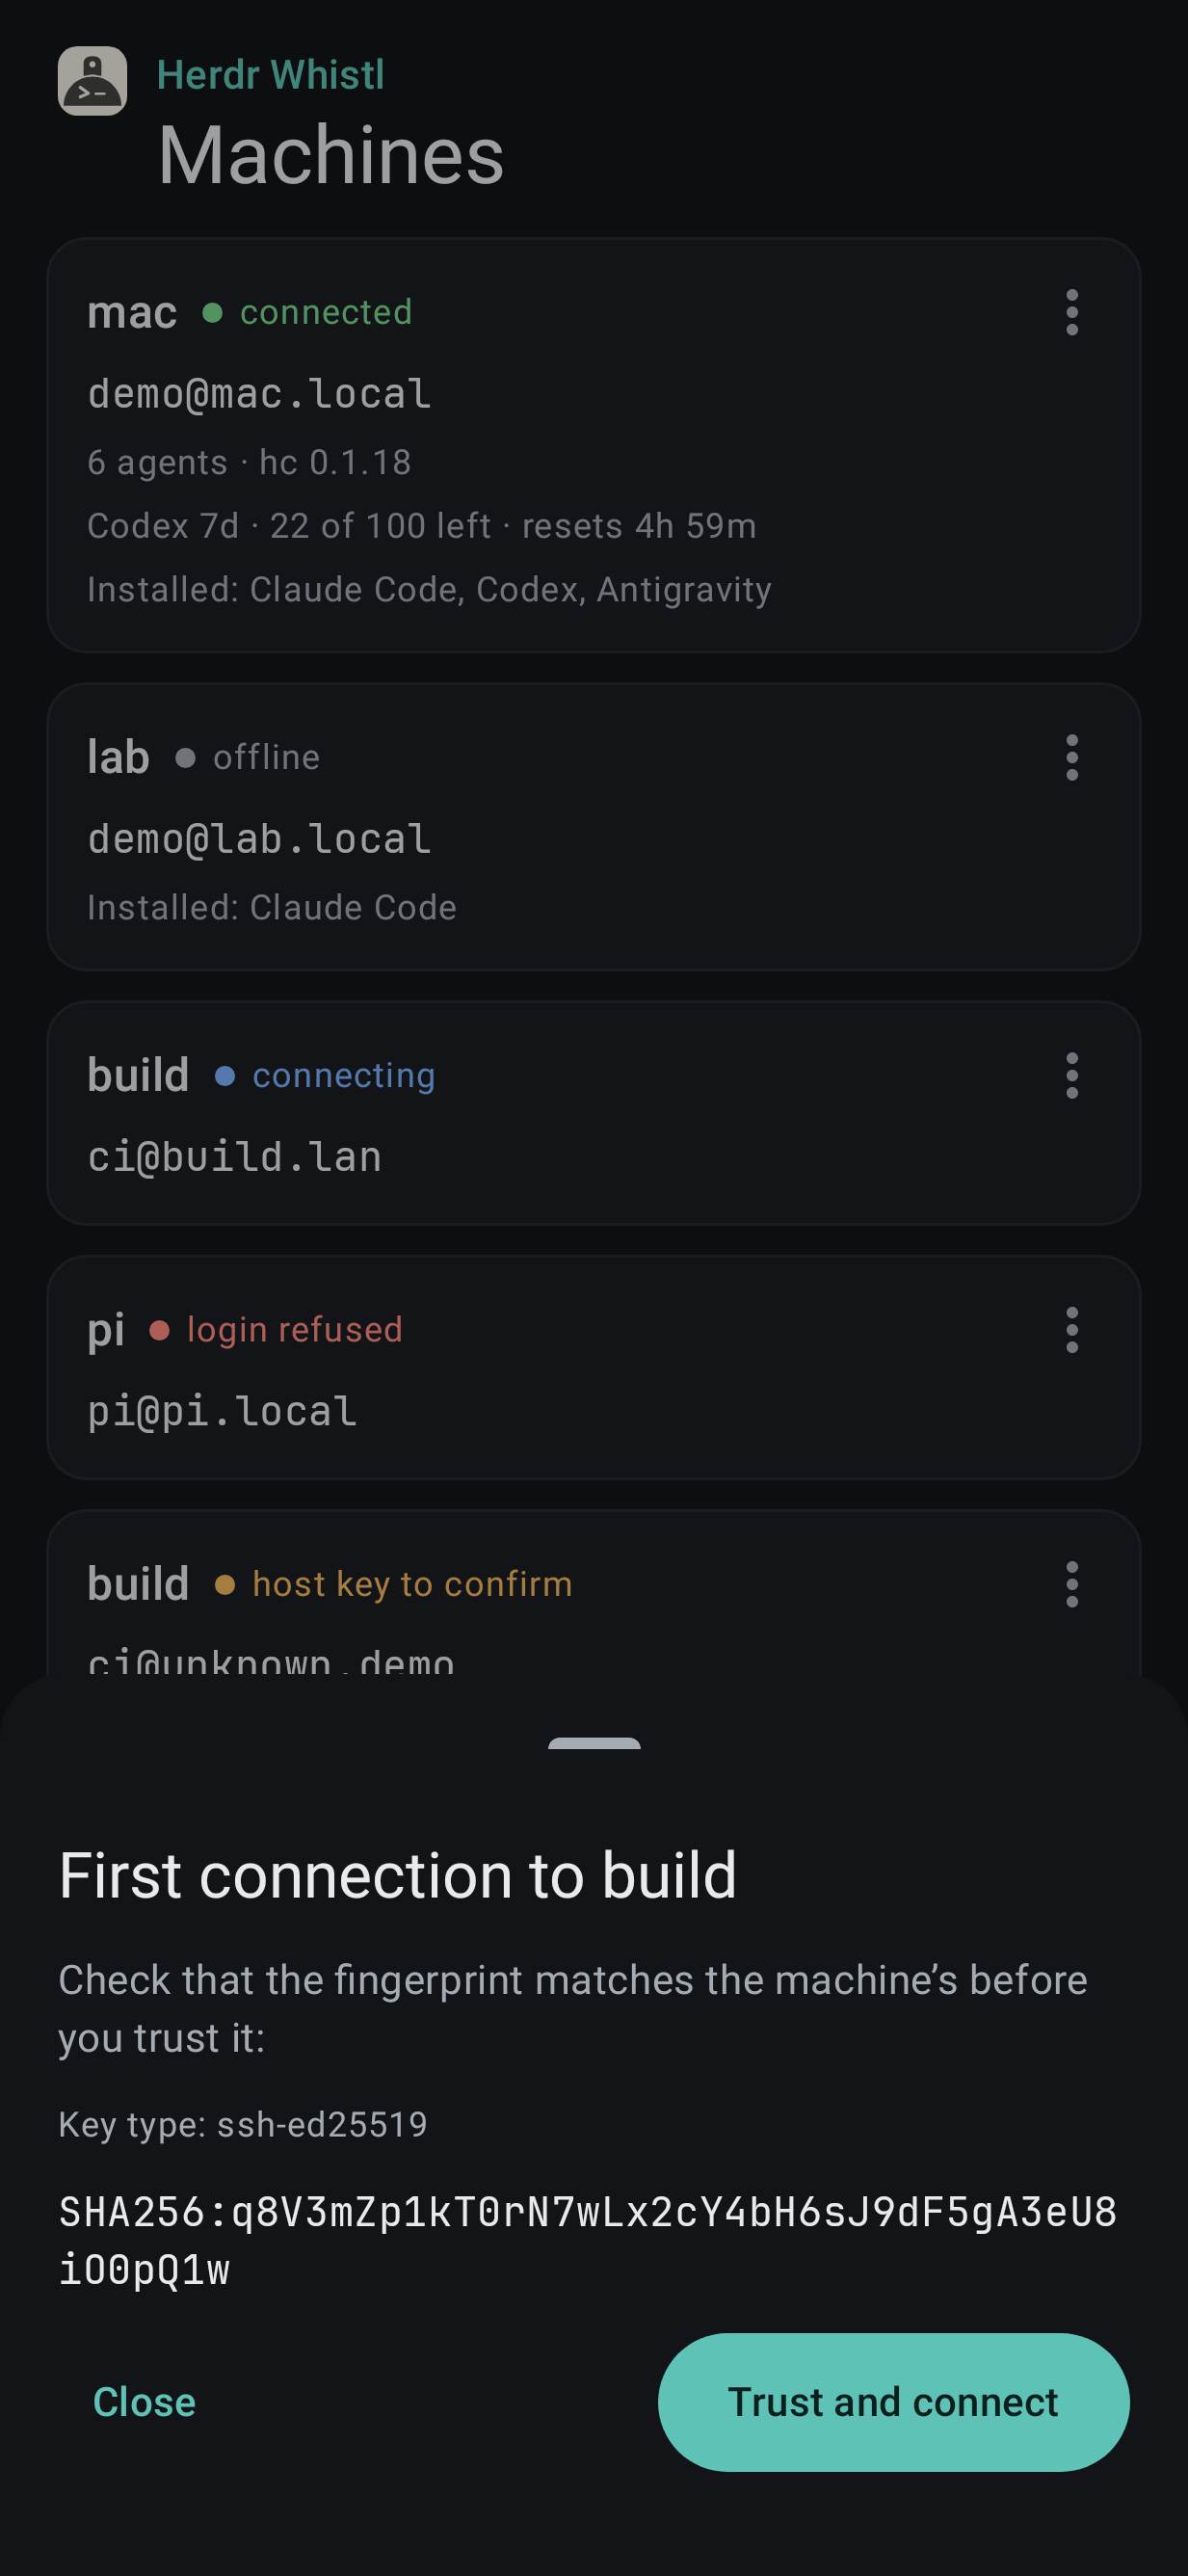 Herdr Whistl
Machines
mac connected
demo@mac.local
6 agents · hc 0.1.18
Codex 7d · 22 of 100 left · resets 4h 59m
Installed: Claude Code, Codex, Antigravity
lab offline
demo@lab.local
Installed: Claude Code
build connecting
ci@build.lan
pi login refused
pi@pi.local
build host key to confirm
ci@unknown.demo
First connection to build
Check that the fingerprint matches the machine’s before
you trust it:
Key type: ssh-ed25519
SHA256:q8V3mZp1kT0rN7wLx2cY4bH6sJ9dF5gA3eU8
iO0pQ1w
Close
Trust and connect